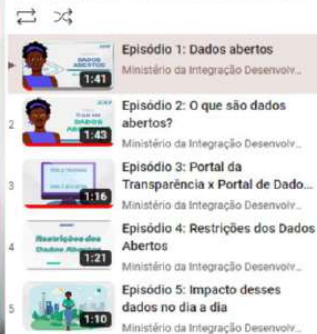 DADOS
ABERTOS
1:41
Episódio 1: Dados abertos
Ministério da Integração Desenvolv...
2
DADOS
1:43
Episódio 2: O que são dados
abertos?
Ministério da Integração Desenvolv...
3
1:16
Episódio 3: Portal da
Transparência x Portal de Dado...
Ministério da Integração Desenvolv...
4
Restrições dos
Dados Abertos
1:21
Episódio 4: Restrições dos Dados
Abertos
Ministério da Integração Desenvolv...
5
1:10
Episódio 5: Impacto desses
dados no dia a dia
Ministério da Integração Desenvolv...